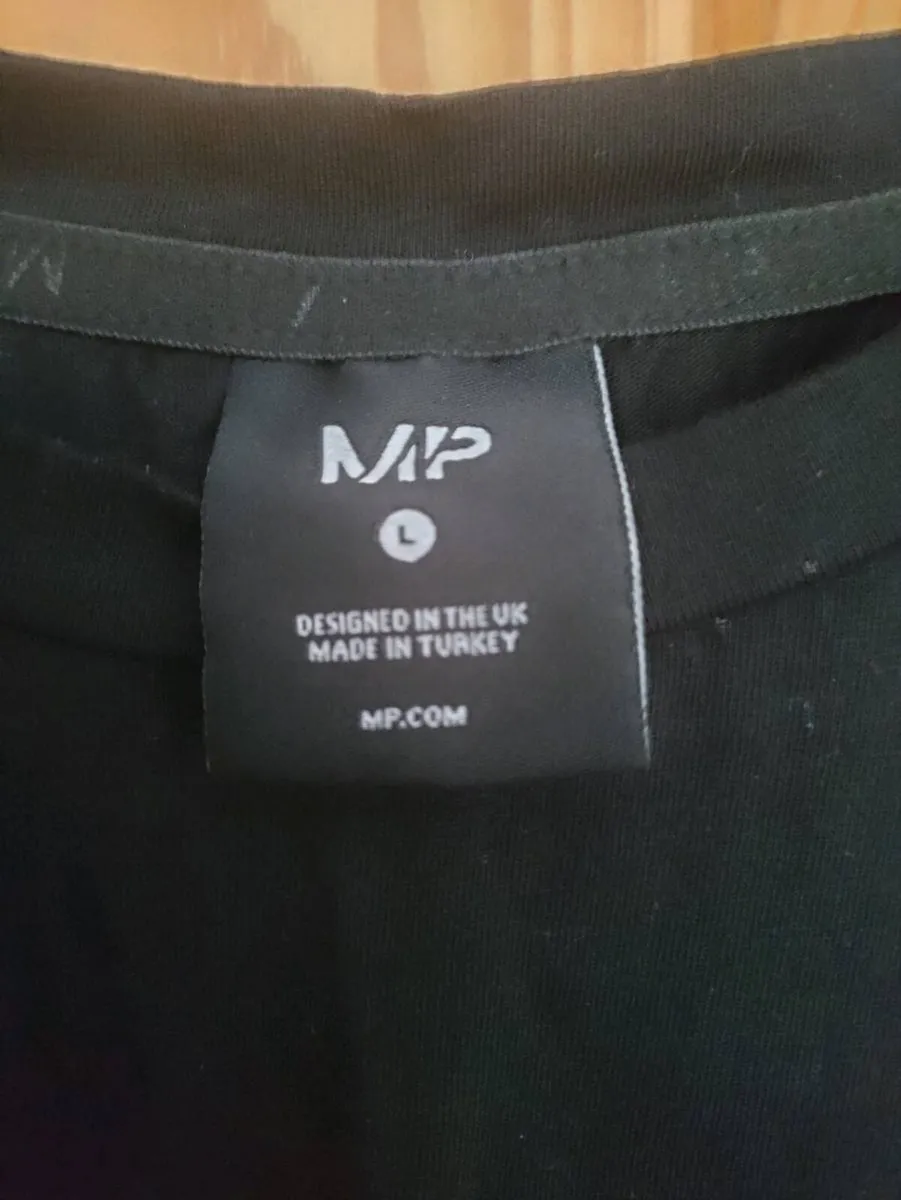 MP
L
DESIGNED IN THE UK
MADE IN TURKEY
MP.COM